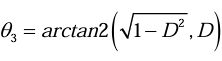 θ₃ = arctan2(√(1 − D²), D)